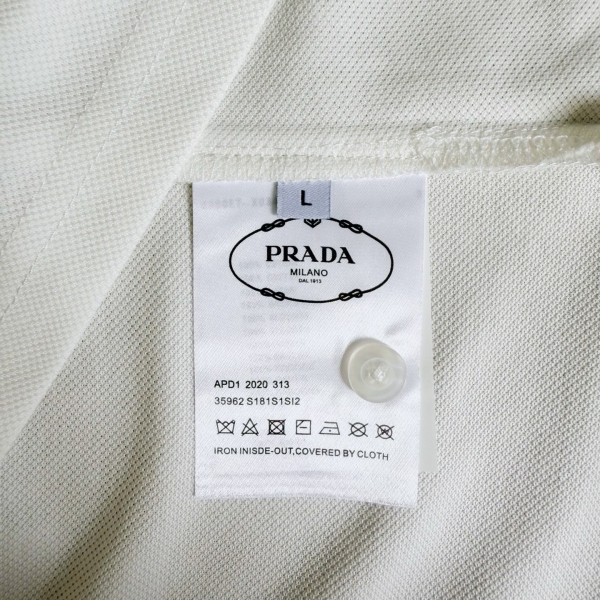 L
PRADA
MILANO
DAL 1913
APD1 2020 313
35962 S181S1SI2
IRON INISDE-OUT,COVERED BY CLOTH